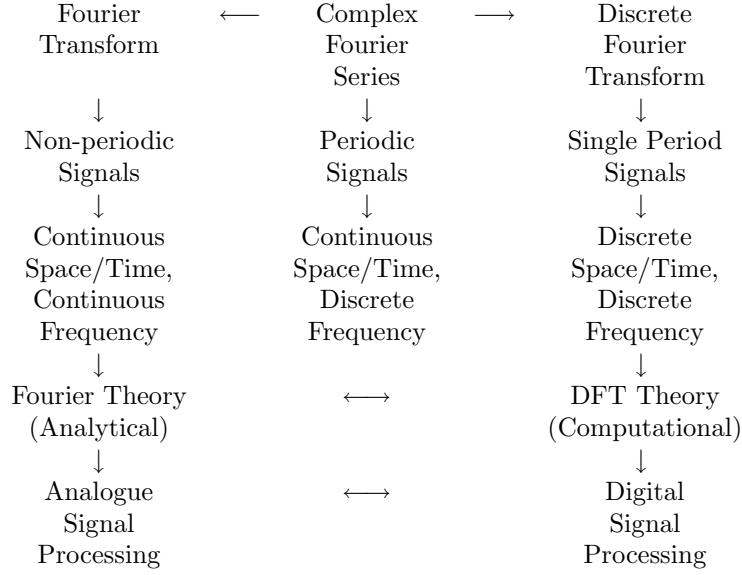 Fourier ←— Complex —→ Discrete
Transform Fourier Fourier
Series Transform
↓ ↓ ↓
Non-periodic Periodic Single Period
Signals Signals Signals
↓ ↓ ↓
Continuous Continuous Discrete
Space/Time, Space/Time, Space/Time,
Continuous Discrete Discrete
Frequency Frequency Frequency
↓ ↓
Fourier Theory ←→ DFT Theory
(Analytical) (Computational)
↓ ↓
Analogue ←→ Digital
Signal Signal
Processing Processing